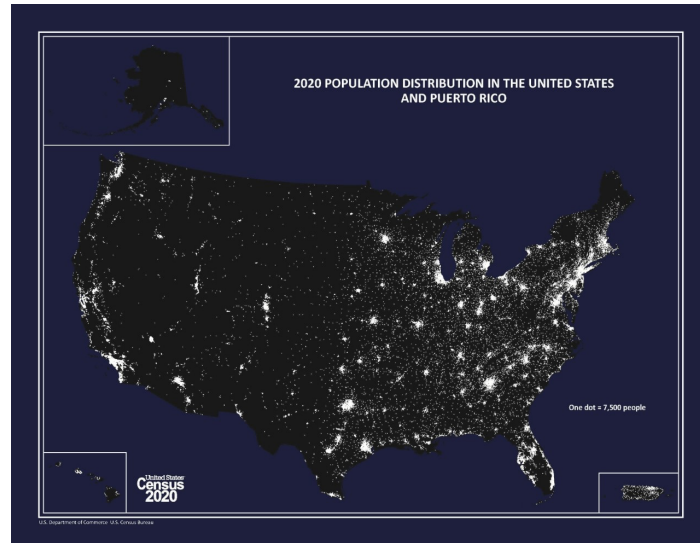 2020 POPULATION DISTRIBUTION IN THE UNITED STATES
AND PUERTO RICO
One dot = 7,500 people
United States
Census
2020
U.S. Department of Commerce U.S. Census Bureau